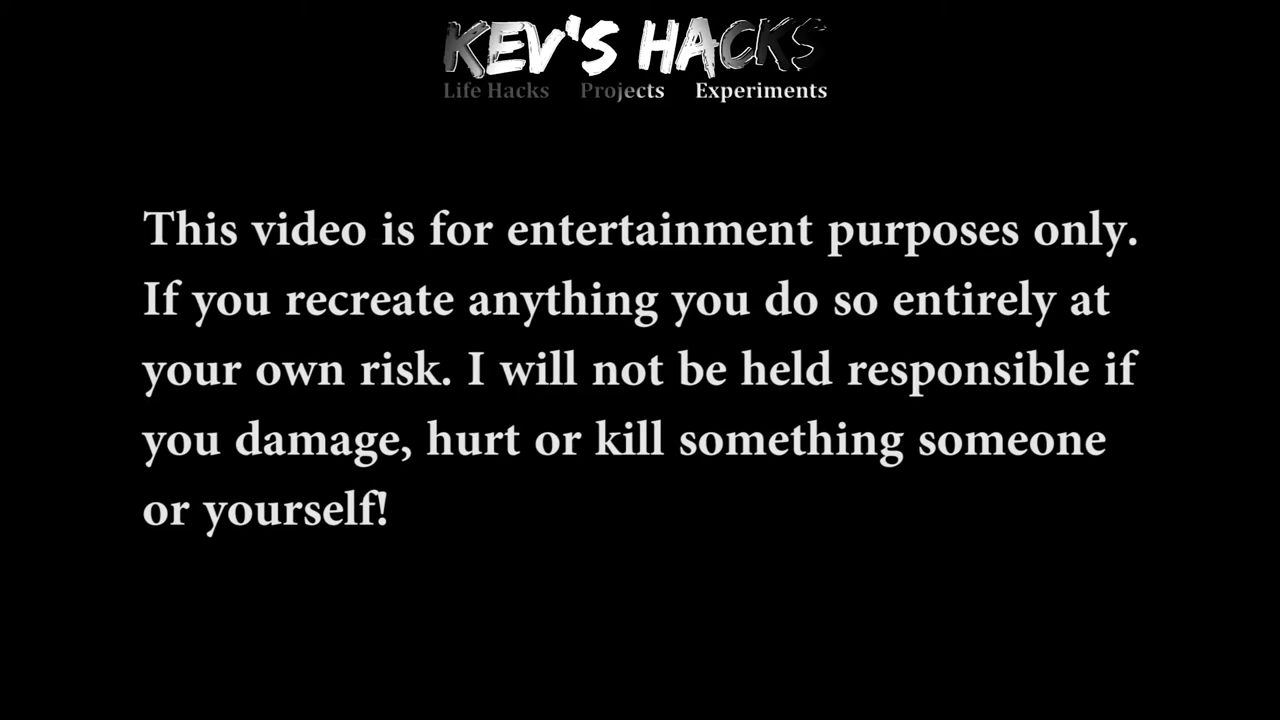 KEV'S HACKS
Life Hacks Projects Experiments
This video is for entertainment purposes only.
If you recreate anything you do so entirely at
your own risk. I will not be held responsible if
you damage, hurt or kill something someone
or yourself!